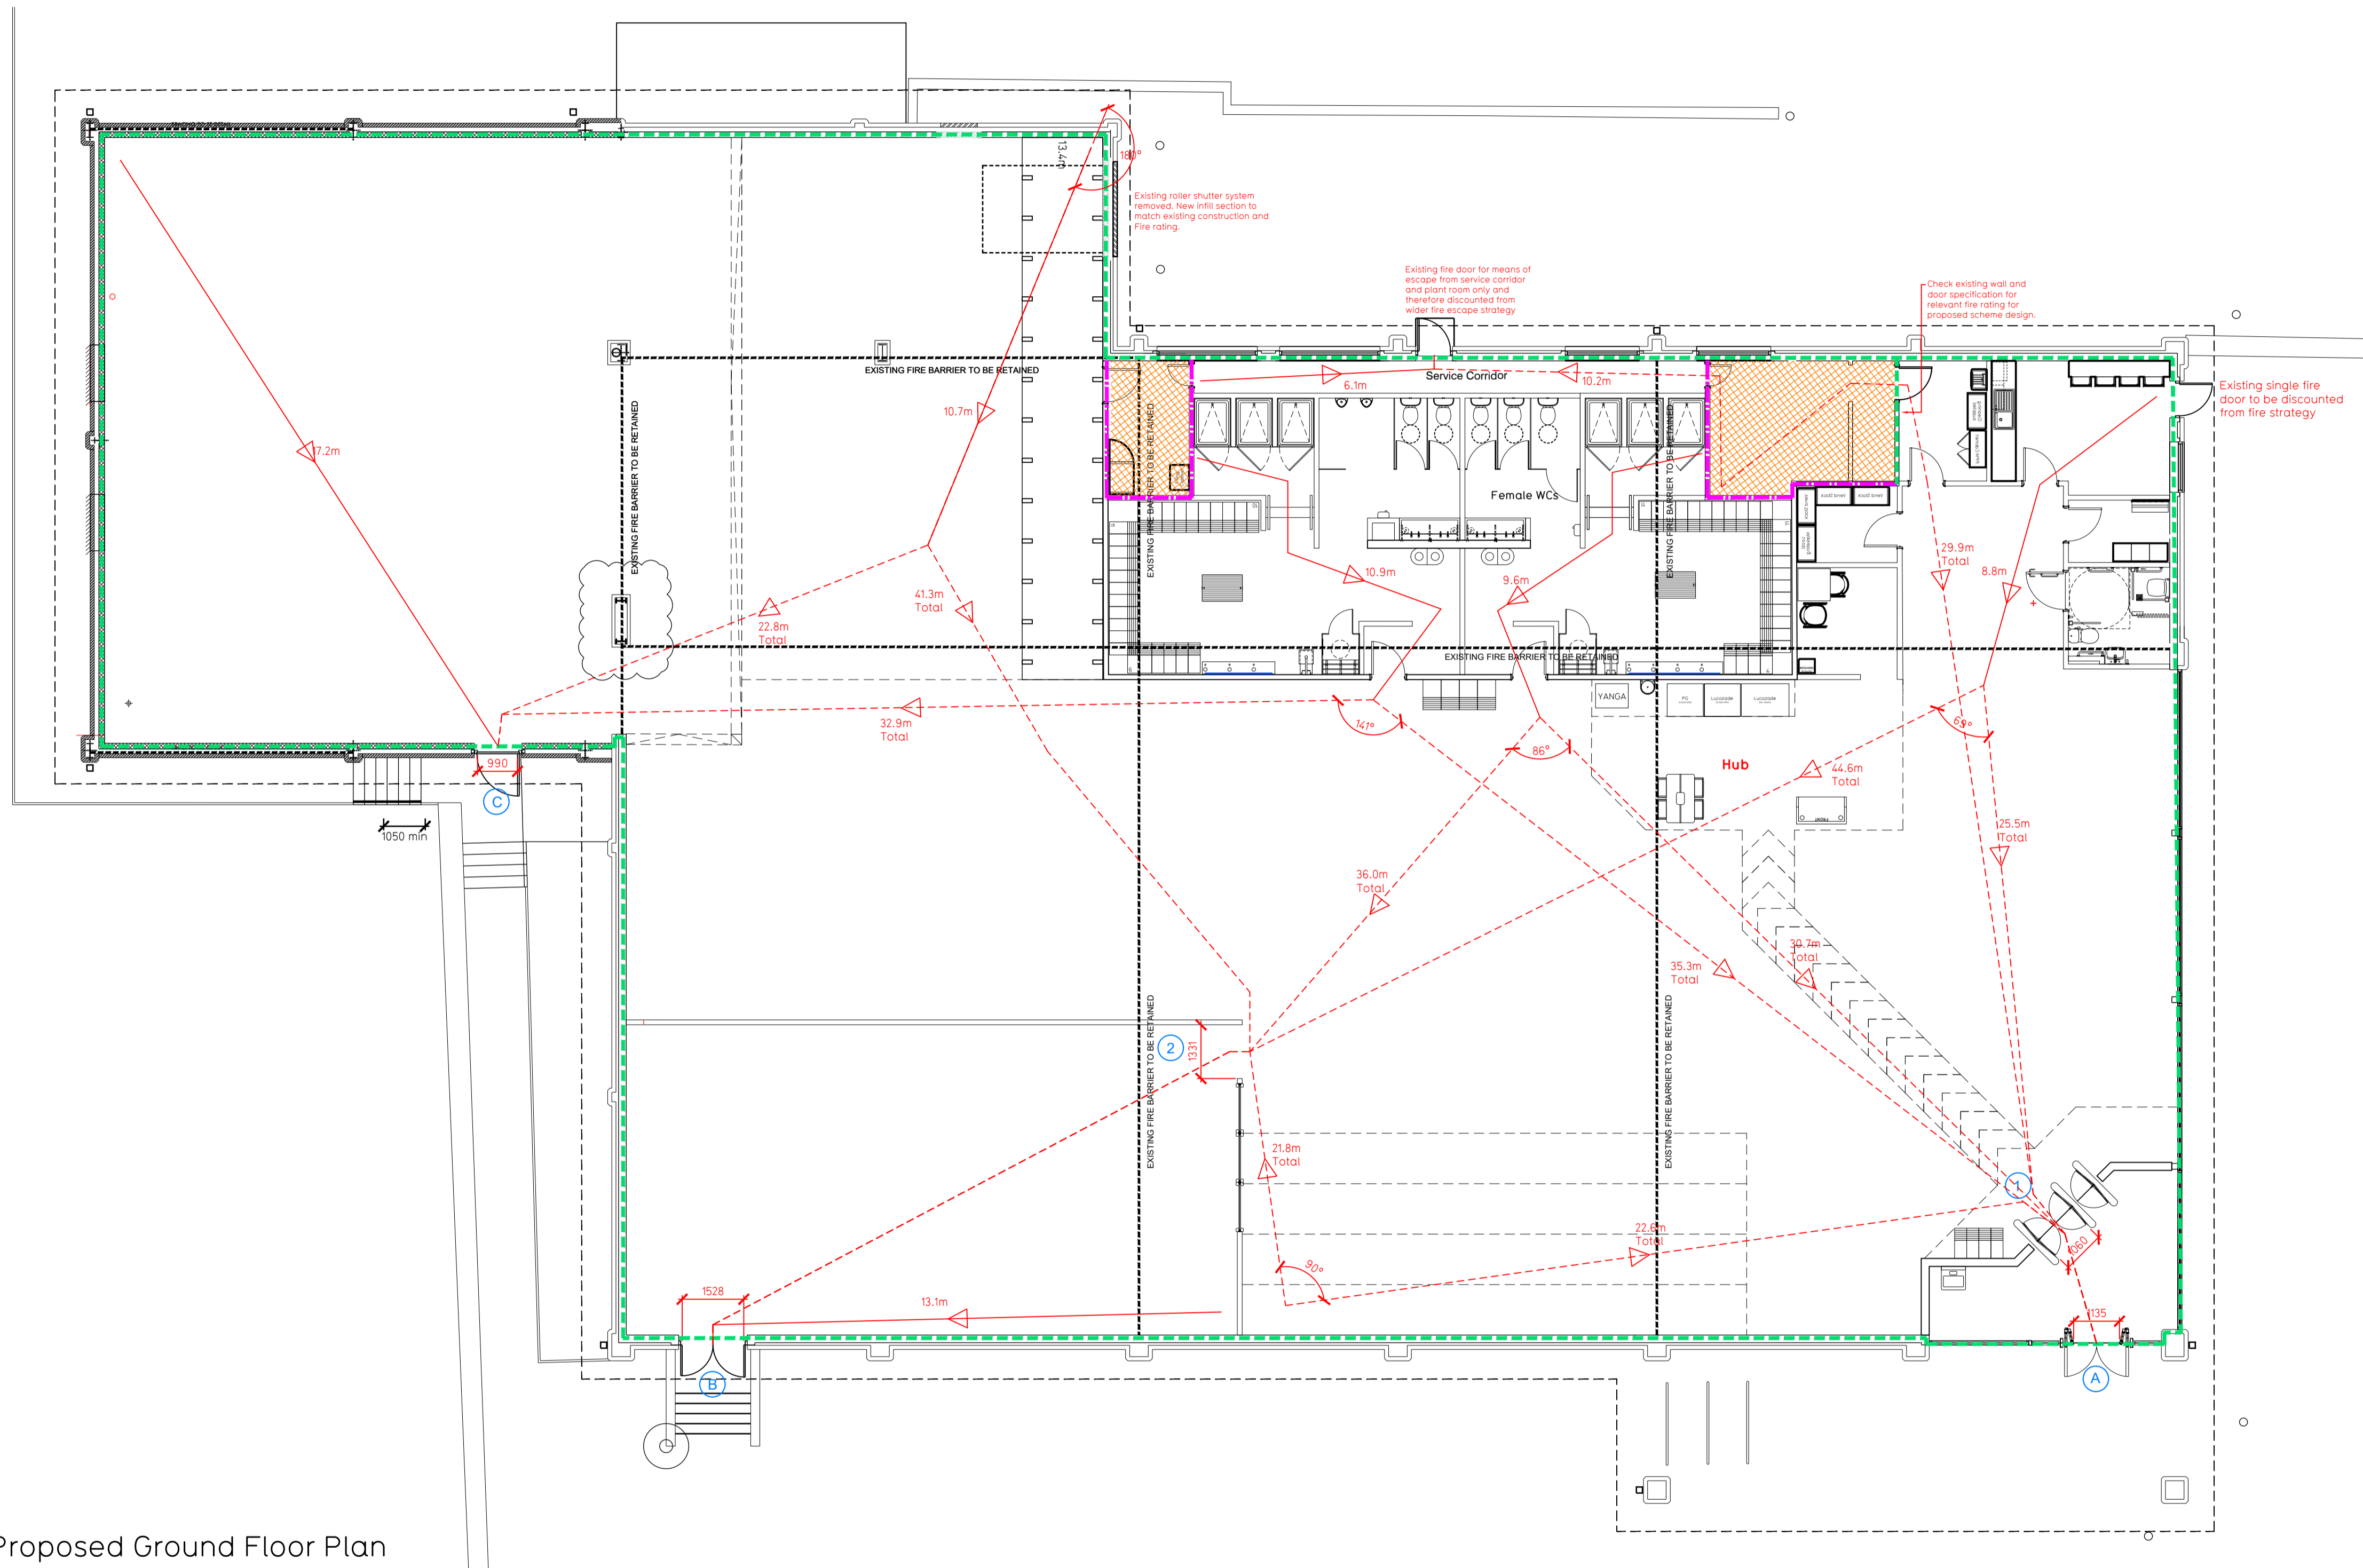 13.4m
180°
Existing roller shutter system
removed. New infill section to
match existing construction and
Fire rating.
Existing fire door for means of
escape from service corridor
and plant room only and
therefore discounted from
wider fire escape strategy
Check existing wall and
door specification for
relevant fire rating for
proposed scheme design.
Existing single fire
door to be discounted
from fire strategy
EXISTING FIRE BARRIER TO BE RETAINED
Service Corridor
6.1m
10.2m
10.7m
17.2m
EXISTING FIRE BARRIER TO BE RETAINED
EXISTING FIRE BARRIER TO BE RETAINED
EXISTING FIRE BARRIER TO BE RETAINED
Female WCs
10.9m
9.6m
29.9m
Total
8.8m
41.3m
Total
22.8m
Total
EXISTING FIRE BARRIER TO BE RETAINED
YANGA
PG
Lucozade
Lucozade
32.9m
Total
141°
86°
69°
Hub
44.6m
Total
990
C
1050 min
FRONT
25.5m
Total
36.0m
Total
30.7m
Total
35.3m
Total
EXISTING FIRE BARRIER TO BE RETAINED
EXISTING FIRE BARRIER TO BE RETAINED
2
1331
21.8m
Total
1
22.6m
Total
1060
90°
1528
13.1m
1135
B
A
Proposed Ground Floor Plan